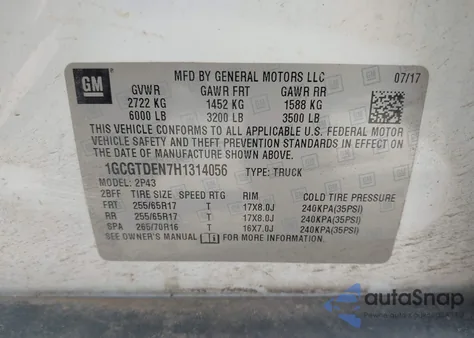 GM
MFD BY GENERAL MOTORS LLC 07/17
GVWR GAWR FRT GAWR RR
2722 KG 1452 KG 1588 KG
6000 LB 3200 LB 3500 LB
THIS VEHICLE CONFORMS TO ALL APPLICABLE U.S. FEDERAL MOTOR
VEHICLE SAFETY AND THEFT PREVENTION STANDARDS IN EFFECT ON THE
DATE OF MANUFACTURE SHOWN ABOVE.
1GCGTDEN7H1314056 TYPE: TRUCK
MODEL: 2P43
2BFF TIRE SIZE SPEED RTG RIM COLD TIRE PRESSURE
FRT 255/65R17 T 17X8.0J 240KPA(35PSI)
RR 255/65R17 T 17X8.0J 240KPA(35PSI)
SPA 265/70R16 T 16X7.0J 240KPA(35PSI)
SEE OWNER'S MANUAL FOR MORE INFORMATION.
autoSnap